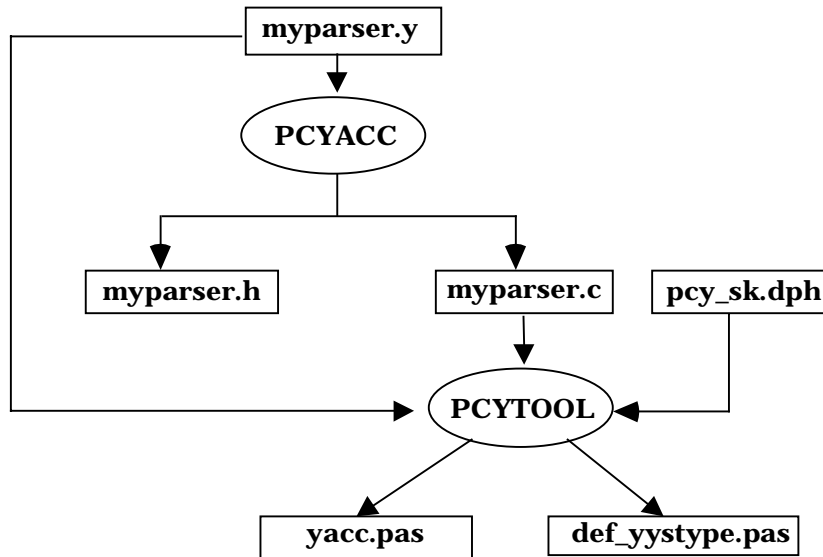 myparser.y
PCYACC
myparser.h
myparser.c
pcy_sk.dph
PCYTOOL
yacc.pas
def_yystype.pas